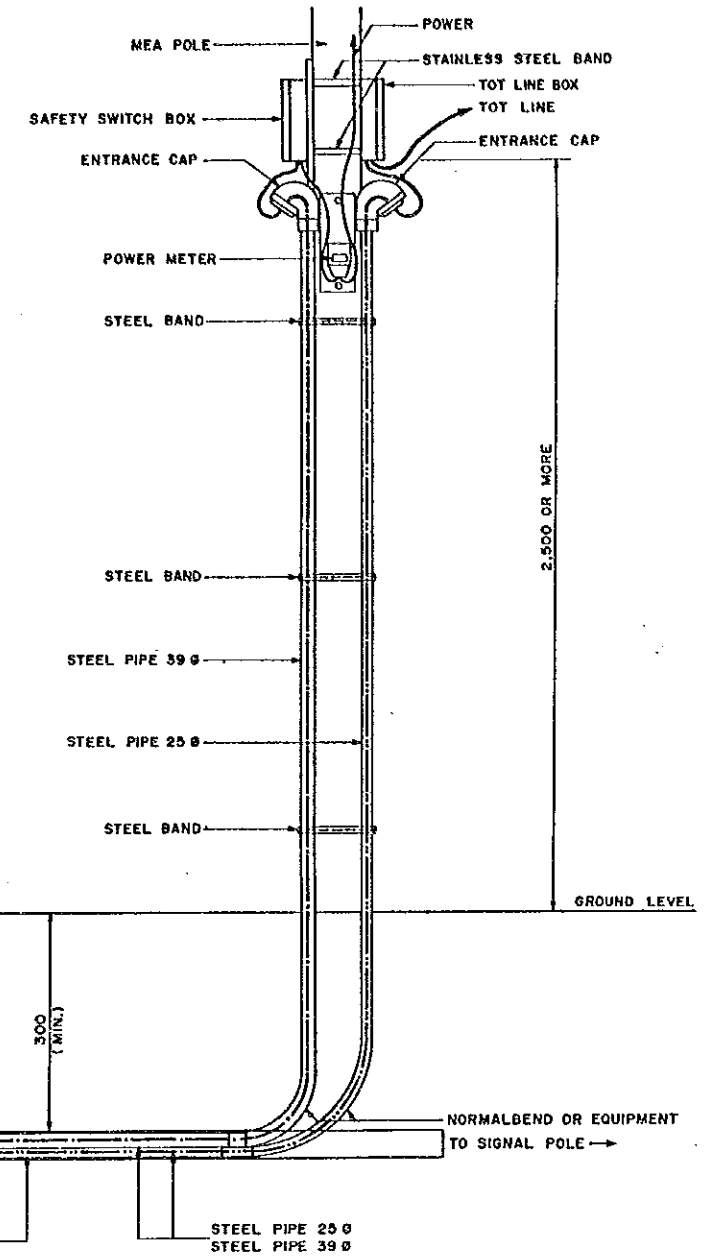 POWER
MEA POLE
STAINLESS STEEL BAND
TOT LINE BOX
TOT LINE
SAFETY SWITCH BOX
ENTRANCE CAP
ENTRANCE CAP
POWER METER
STEEL BAND
2,500 OR MORE
STEEL BAND
STEEL PIPE 39 Ø
STEEL PIPE 25 Ø
STEEL BAND
GROUND LEVEL
300
(MIN.)
NORMALBEND OR EQUIPMENT
TO SIGNAL POLE
STEEL PIPE 25 Ø
STEEL PIPE 39 Ø